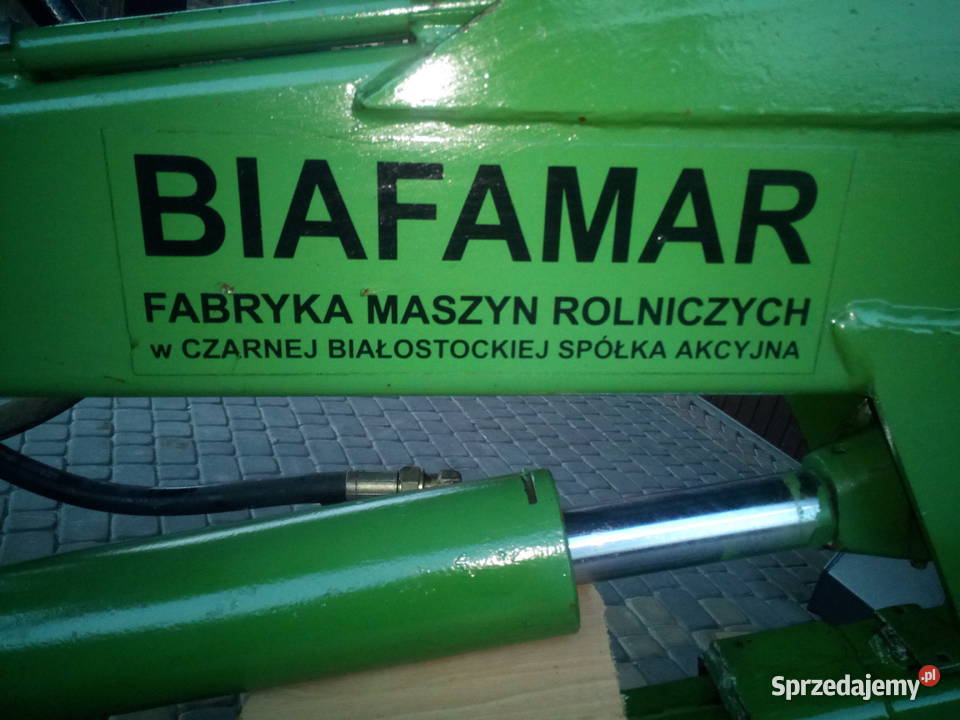 BIAFAMAR
FABRYKA MASZYN ROLNICZYCH
w CZARNEJ BIAŁOSTOCKIEJ SPÓŁKA AKCYJNA
Sprzedajemy.pl